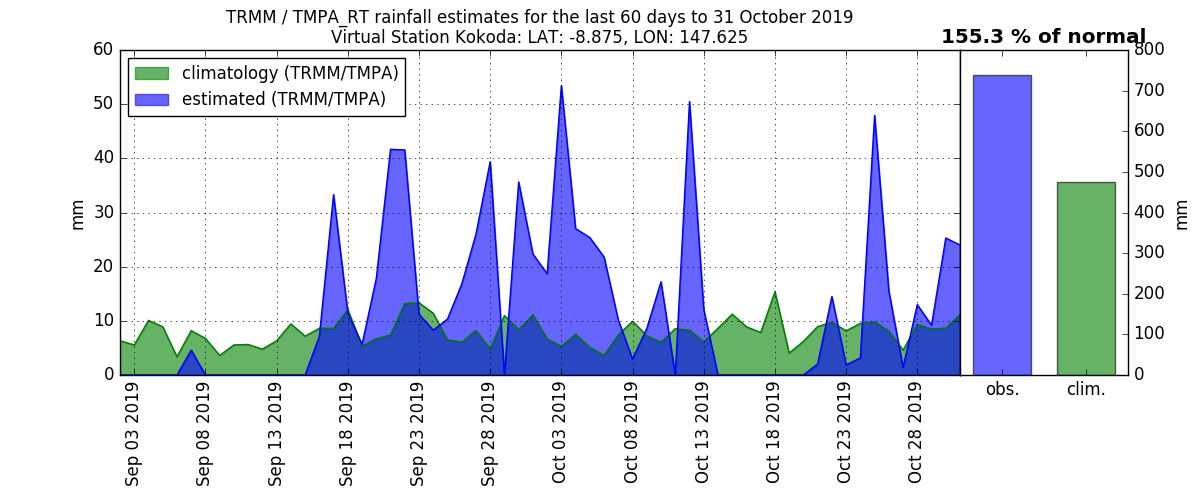 TRMM / TMPA_RT rainfall estimates for the last 60 days to 31 October 2019
Virtual Station Kokoda: LAT: -8.875, LON: 147.625
155.3 % of normal
climatology (TRMM/TMPA)
estimated (TRMM/TMPA)
60
50
40
30
20
10
0
mm
Sep 03 2019
Sep 08 2019
Sep 13 2019
Sep 18 2019
Sep 23 2019
Sep 28 2019
Oct 03 2019
Oct 08 2019
Oct 13 2019
Oct 18 2019
Oct 23 2019
Oct 28 2019
obs.
clim.
800
700
600
500
400
300
200
100
0
mm